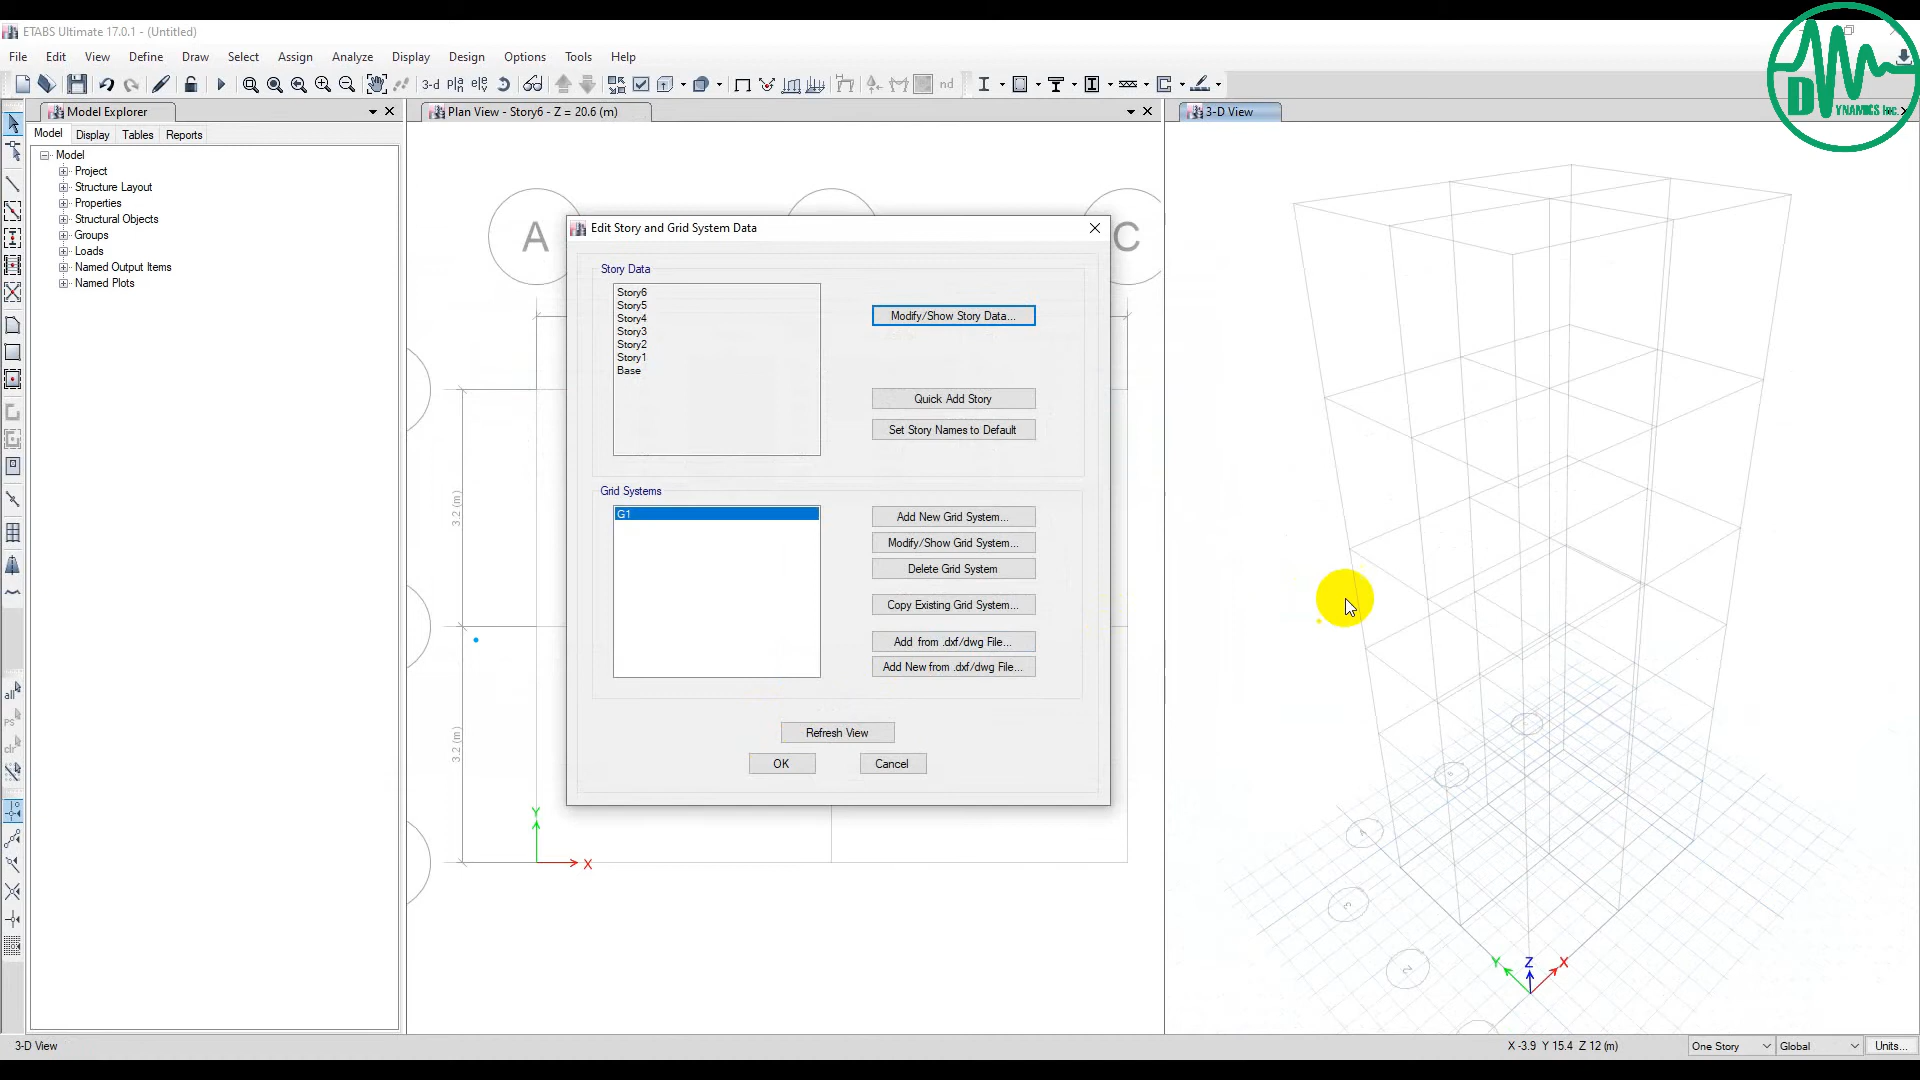 ETABS Ultimate 17.0.1 - (Untitled)
File Edit View Define Draw Select Assign Analyze Display Design Options Tools Help
3-d
nd
Model Explorer
Model Display Tables Reports
Model
Project
Structure Layout
Properties
Structural Objects
Groups
Loads
Named Output Items
Named Plots
all
PS
clr
Plan View - Story6 - Z = 20.6 (m)
A
C
3.2 (m)
3.2 (m)
Y
X
Edit Story and Grid System Data
Story Data
Story6
Story5
Story4
Story3
Story2
Story1
Base
Modify/Show Story Data...
Quick Add Story
Set Story Names to Default
Grid Systems
G1
Add New Grid System...
Modify/Show Grid System...
Delete Grid System
Copy Existing Grid System...
Add from .dxf/dwg File...
Add New from .dxf/dwg File...
Refresh View
OK Cancel
3-D View
Y Z X
DYNAMICS Inc.
3-D View
X -3.9 Y 15.4 Z 12 (m)
One Story
Global
Units...